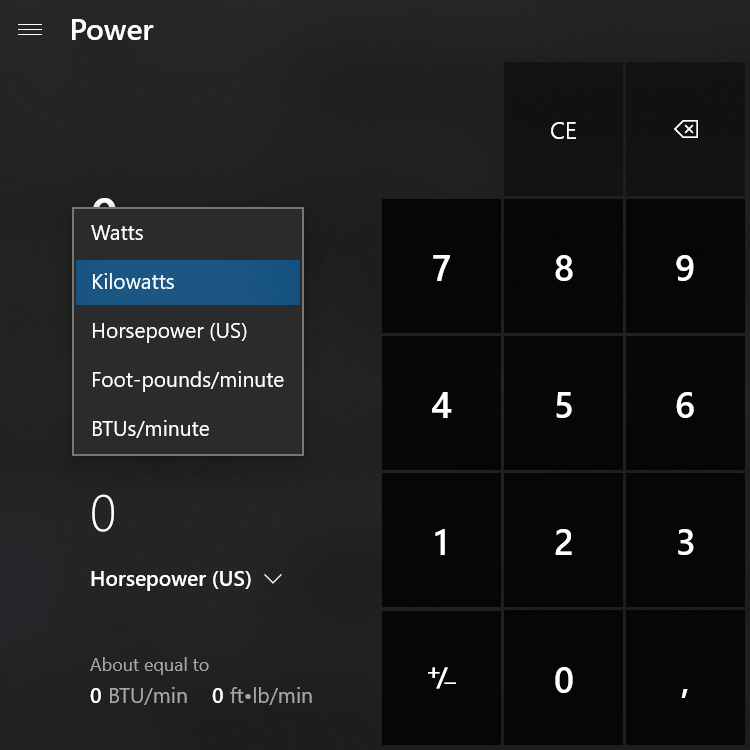 Power
CE
0
Watts
Kilowatts
Horsepower (US)
Foot-pounds/minute
BTUs/minute
0
Horsepower (US)
About equal to
0 BTU/min 0 ft•lb/min
7 8 9
4 5 6
1 2 3
+/− 0 ,